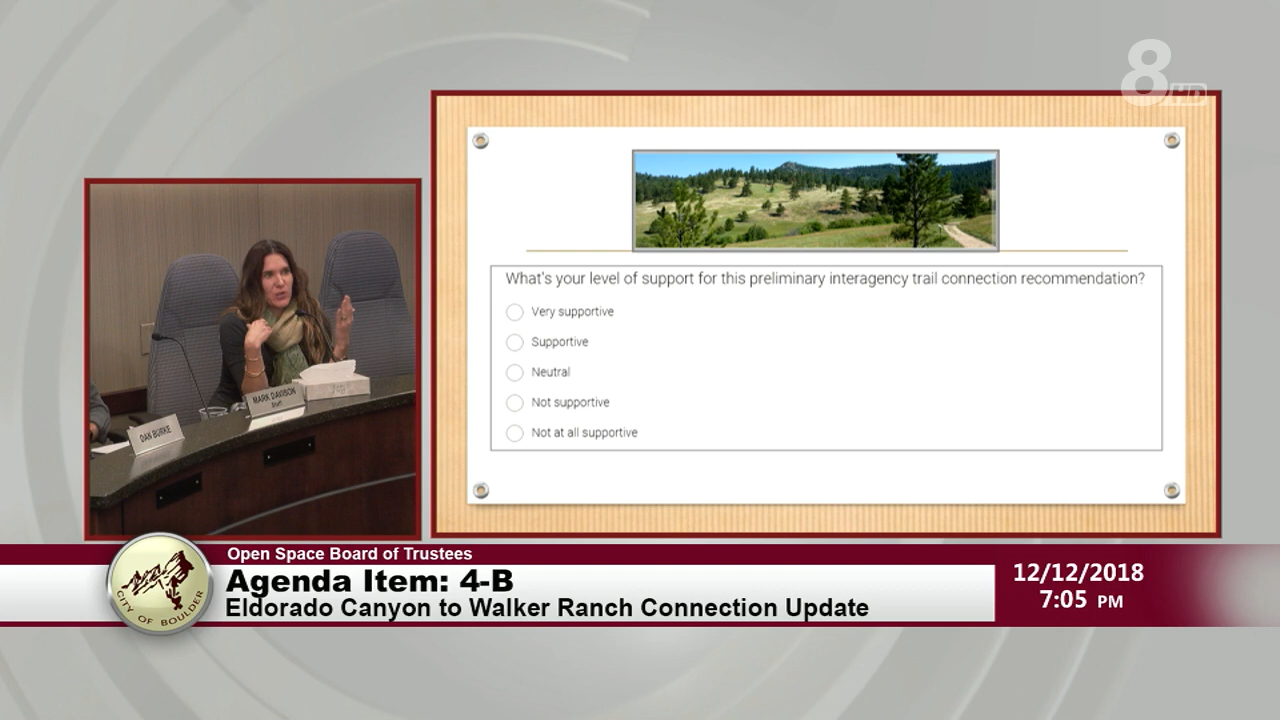 8HD
What's your level of support for this preliminary interagency trail connection recommendation?
Very supportive
Supportive
Neutral
Not supportive
Not at all supportive
DAN BURKE
MARK DAVISON
Open Space Board of Trustees
Agenda Item: 4-B
Eldorado Canyon to Walker Ranch Connection Update
CITY OF BOULDER
12/12/2018
7:05 PM